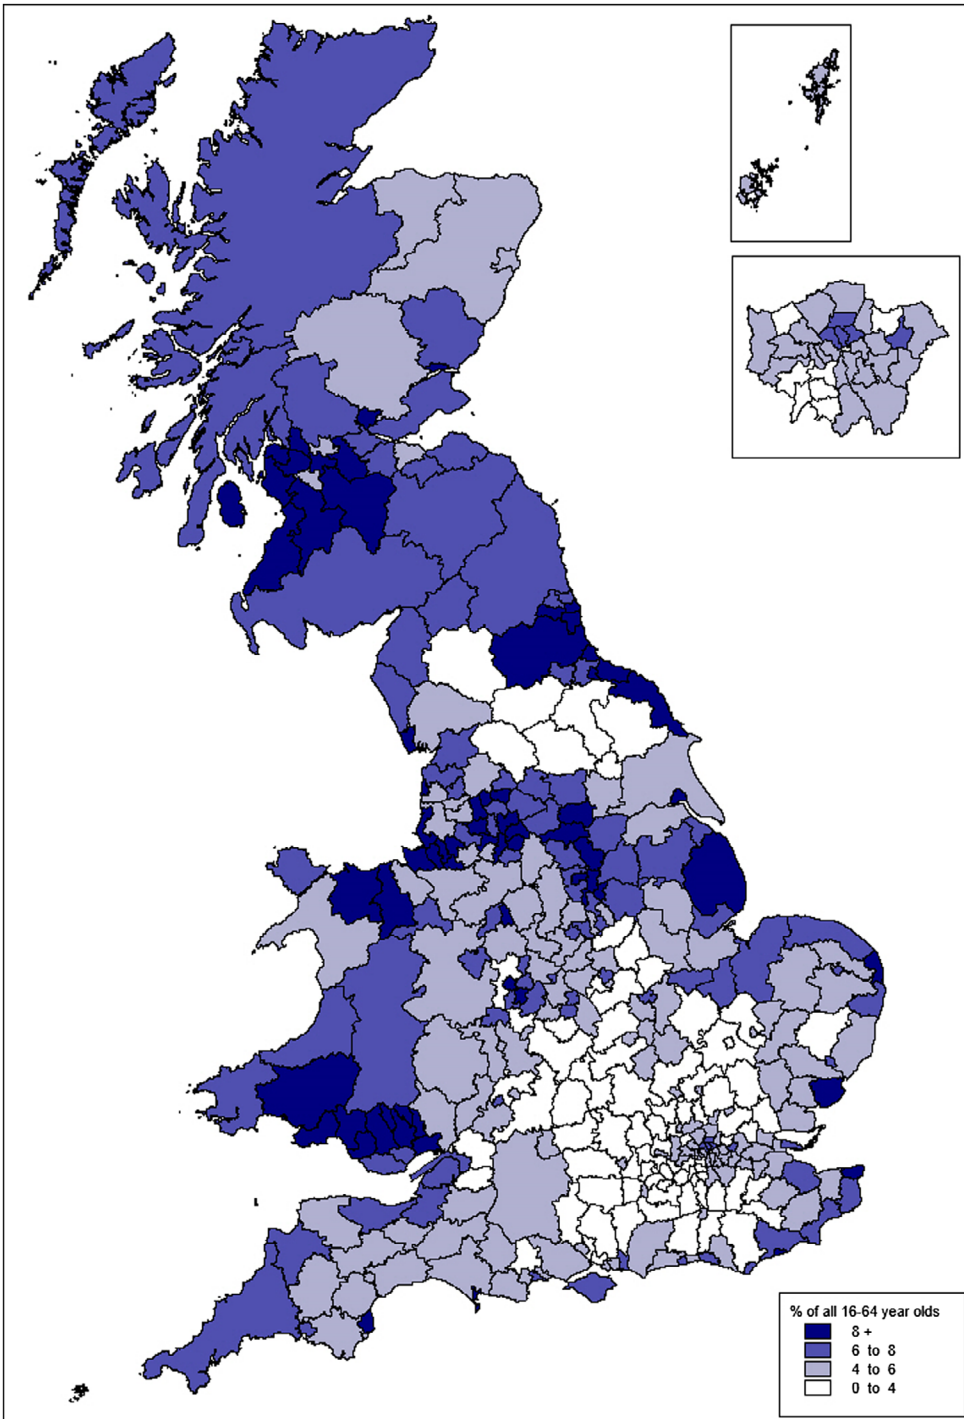 % of all 16-64 year olds
8 +
6 to 8
4 to 6
0 to 4